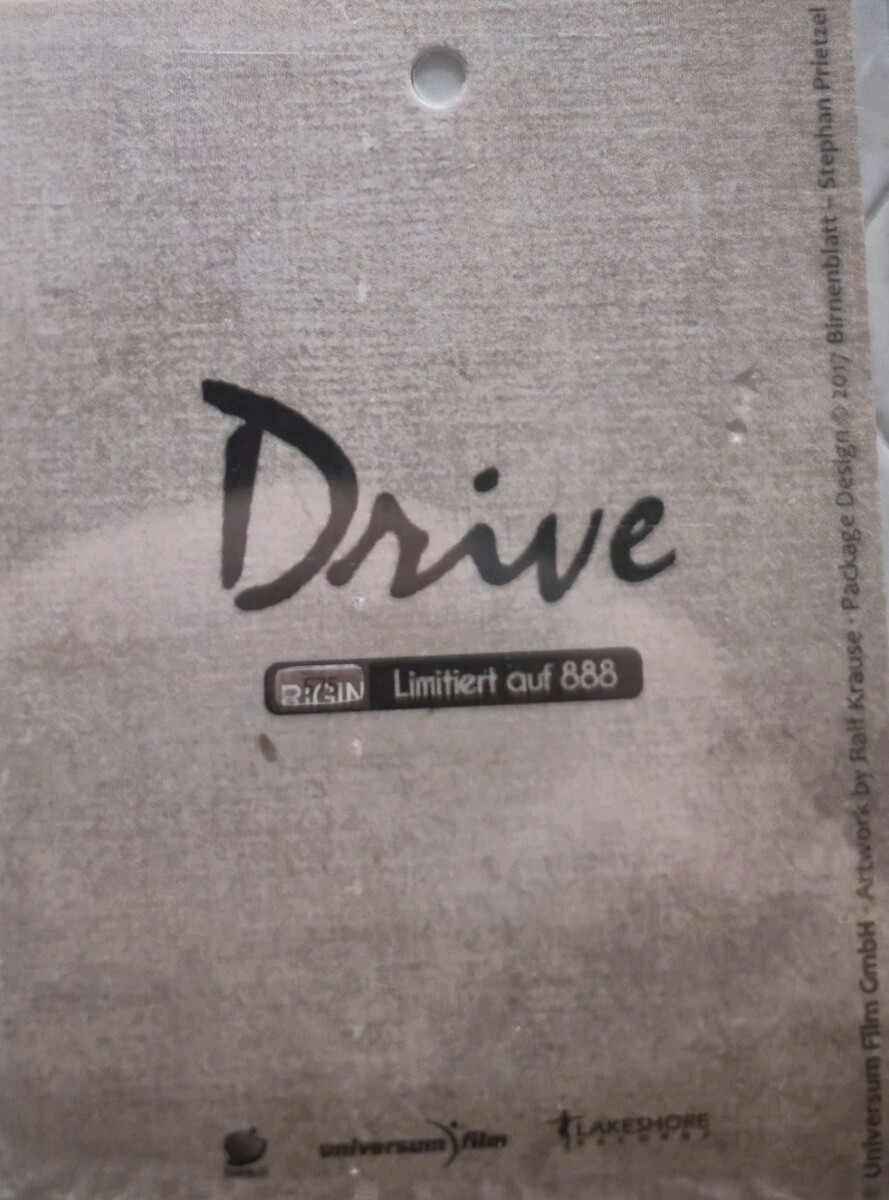 Drive
Limitiert auf 888
universum film
LAKESHORE
RECORDS
Universum Film GmbH · Artwork by Ralf Krause · Package Design © 2017 Birnenblatt – Stephan Prietzel